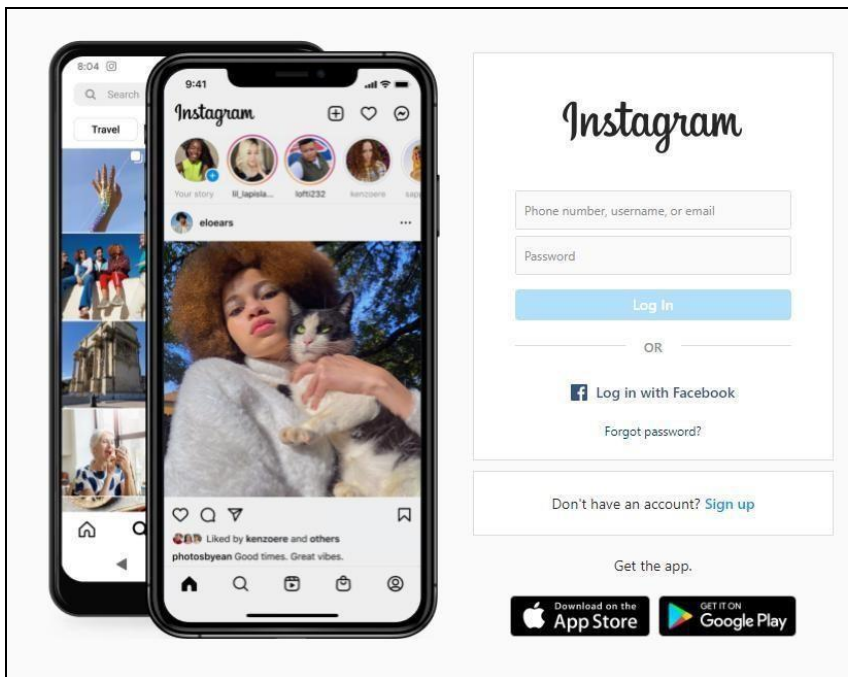 8:04
Search
Travel
9:41
Instagram
Your story
lil_lapisla...
lofti232
kenzoere
sapp
eloears
Liked by kenzoere and others
photosbyean Good times. Great vibes.
Instagram
Phone number, username, or email
Password
Log In
OR
Log in with Facebook
Forgot password?
Don't have an account? Sign up
Get the app.
Download on the
App Store
GET IT ON
Google Play